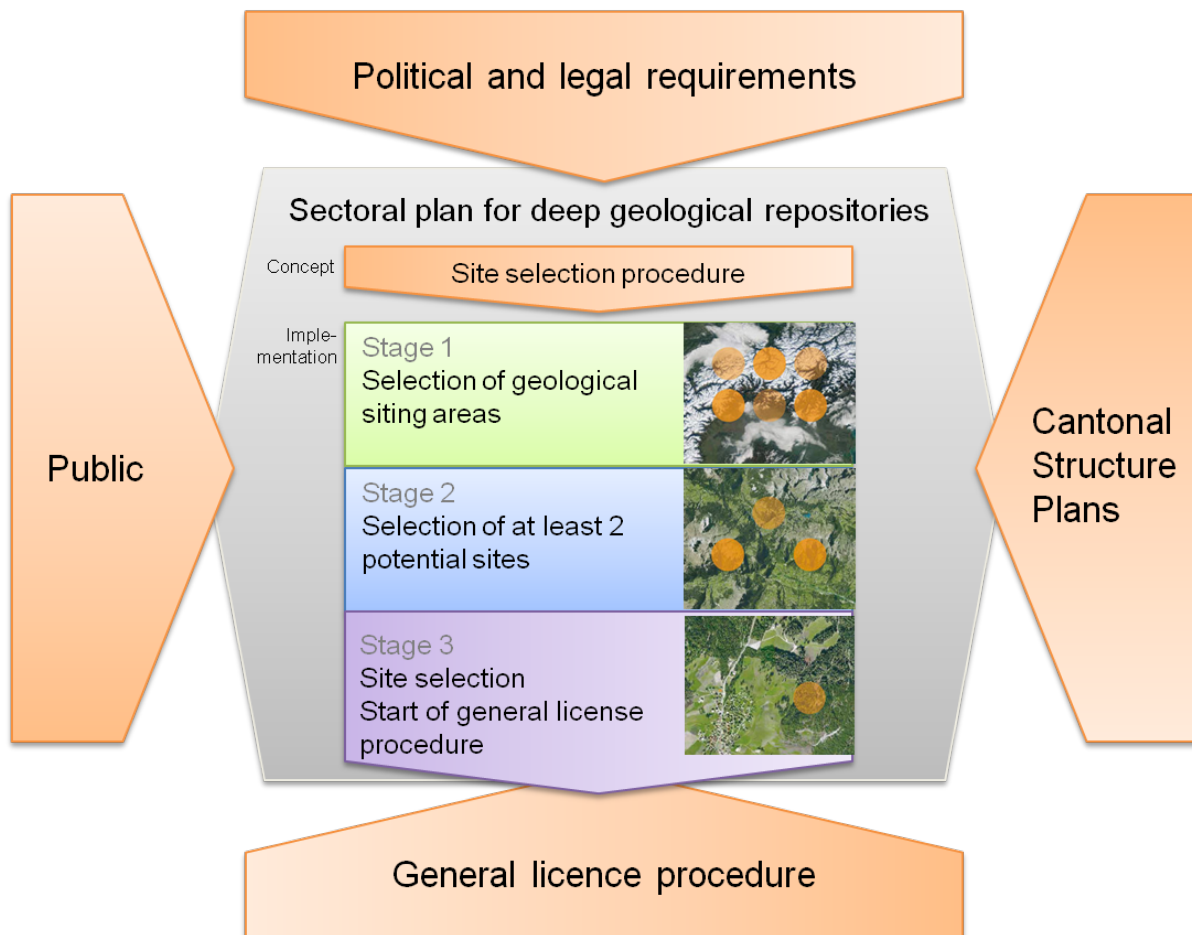 Political and legal requirements
Sectoral plan for deep geological repositories
Concept
Site selection procedure
Imple-
mentation
Stage 1
Selection of geological
siting areas
Stage 2
Selection of at least 2
potential sites
Stage 3
Site selection
Start of general license
procedure
Public
Cantonal
Structure
Plans
General licence procedure